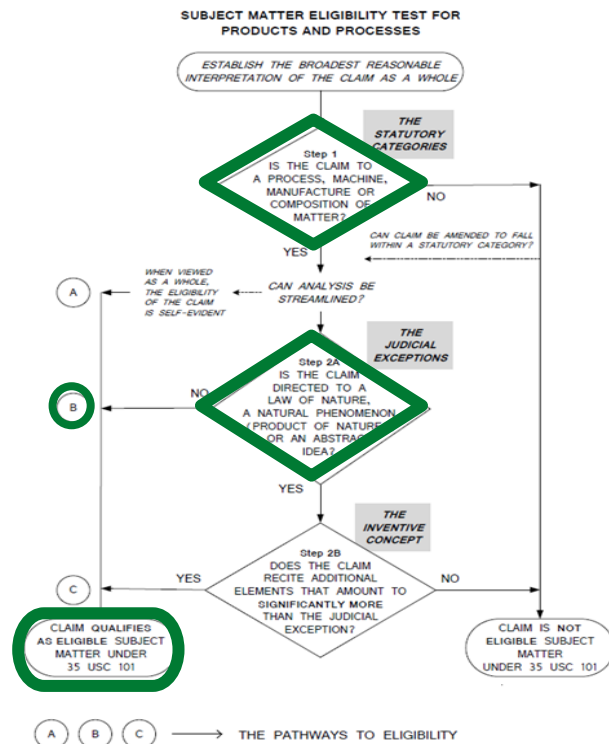 SUBJECT MATTER ELIGIBILITY TEST FOR
PRODUCTS AND PROCESSES
ESTABLISH THE BROADEST REASONABLE
INTERPRETATION OF THE CLAIM AS A WHOLE
THE
STATUTORY
CATEGORIES
Step 1
IS THE CLAIM TO
A PROCESS, MACHINE,
MANUFACTURE OR
COMPOSITION OF
MATTER?
NO
YES
CAN CLAIM BE AMENDED TO FALL
WITHIN A STATUTORY CATEGORY?
WHEN VIEWED
AS A WHOLE,
THE ELIGIBILITY
OF THE CLAIM
IS SELF-EVIDENT
A
CAN ANALYSIS BE
STREAMLINED?
THE
JUDICIAL
EXCEPTIONS
Step 2A
IS THE CLAIM
DIRECTED TO A
LAW OF NATURE,
A NATURAL PHENOMENON
(PRODUCT OF NATURE
OR AN ABSTRAC
IDEA?
NO
B
YES
THE
INVENTIVE
CONCEPT
Step 2B
DOES THE CLAIM
RECITE ADDITIONAL
ELEMENTS THAT AMOUNT TO
SIGNIFICANTLY MORE
THAN THE JUDICIAL
EXCEPTION?
YES
NO
C
CLAIM QUALIFIES
AS ELIGIBLE SUBJECT
MATTER UNDER
35 USC 101
CLAIM IS NOT
ELIGIBLE SUBJECT
MATTER
UNDER 35 USC 101
A B C THE PATHWAYS TO ELIGIBILITY